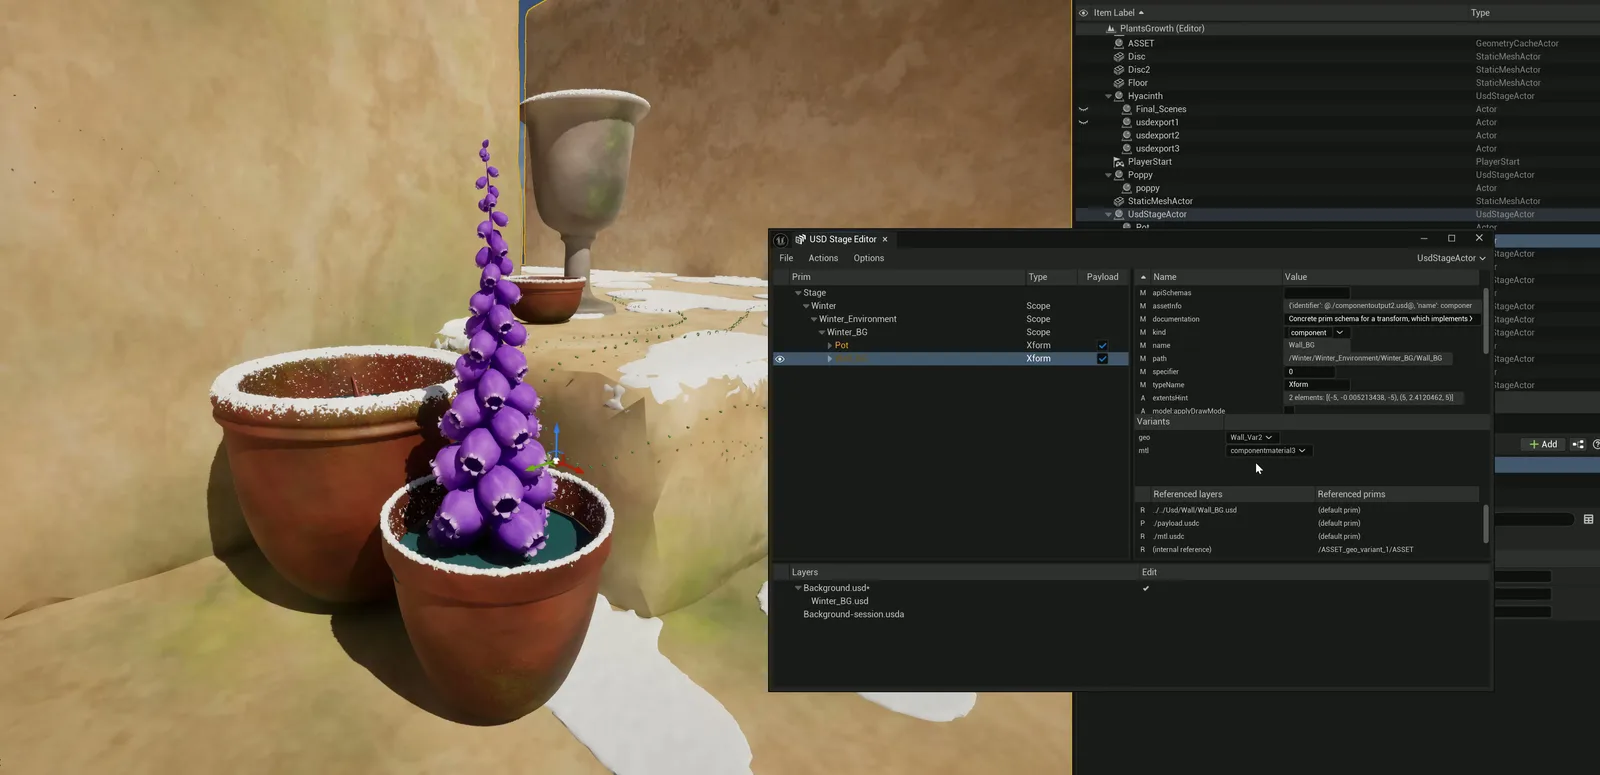 Item Label Type
PlantsGrowth (Editor)
ASSET GeometryCacheActor
Disc StaticMeshActor
Disc2 StaticMeshActor
Floor StaticMeshActor
Hyacinth UsdStageActor
Final_Scenes Actor
usdexport1 Actor
usdexport2 Actor
usdexport3 Actor
PlayerStart PlayerStart
Poppy UsdStageActor
poppy Actor
StaticMeshActor StaticMeshActor
UsdStageActor UsdStageActor
USD Stage Editor
File Actions Options UsdStageActor
Prim Type Payload
Stage
Winter Scope
Winter_Environment Scope
Winter_BG Scope
Pot Xform
Xform
Name Value
M apiSchemas
M assetInfo {'identifier': @./componentoutput2.usd@, 'name': componer
M documentation Concrete prim schema for a transform, which implements X
M kind component
M name Wall_BG
M path /Winter/Winter_Environment/Winter_BG/Wall_BG
M specifier 0
M typeName Xform
A extentsHint 2 elements: [(-5, -0.005213438, -5), (5, 2.4120462, 5)]
A model:applyDrawMode
Variants
geo Wall_Var2
mtl componentmaterial3
Referenced layers Referenced prims
R ../../Usd/Wall/Wall_BG.usd (default prim)
P ./payload.usdc (default prim)
R ./mtl.usdc (default prim)
R (internal reference) /ASSET_geo_variant_1/ASSET
Layers Edit
Background.usd*
Winter_BG.usd
Background-session.usda
+ Add